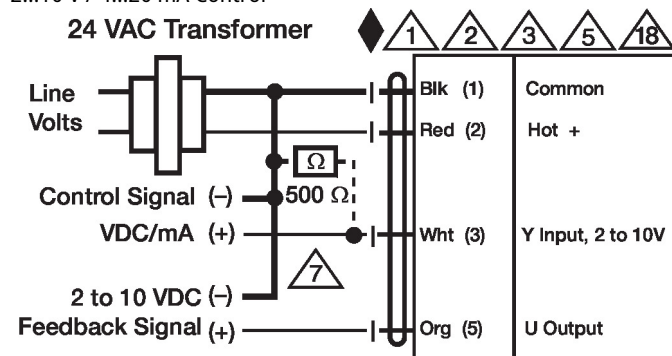 24 VAC Transformer
1 2 3 5 18
Line Volts
Blk (1) Common
Red (2) Hot +
Ω
500 Ω
Control Signal (–)
VDC/mA (+)
Wht (3) Y Input, 2 to 10V
7
2 to 10 VDC (–)
Feedback Signal (+)
Org (5) U Output